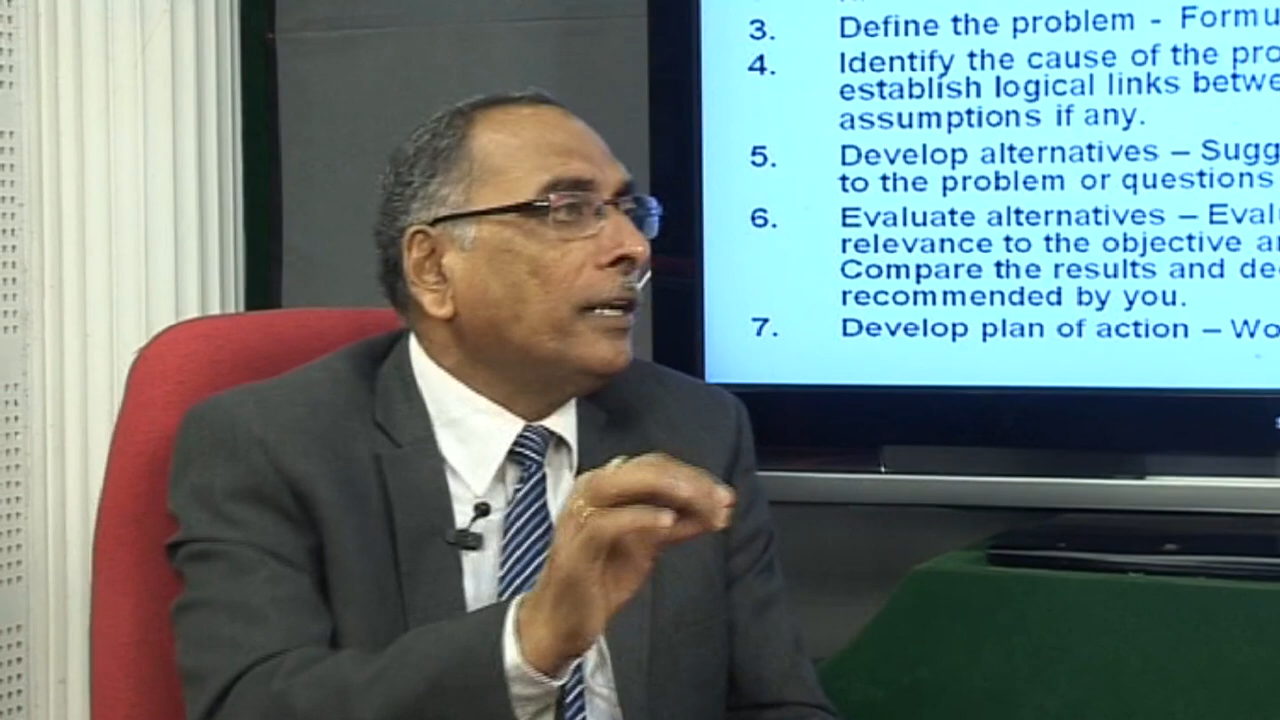 3. Define the problem - Formu
4. Identify the cause of the pro
establish logical links betwe
assumptions if any.
5. Develop alternatives – Sugg
to the problem or questions
6. Evaluate alternatives – Eval
relevance to the objective a
Compare the results and de
recommended by you.
7. Develop plan of action – Wo